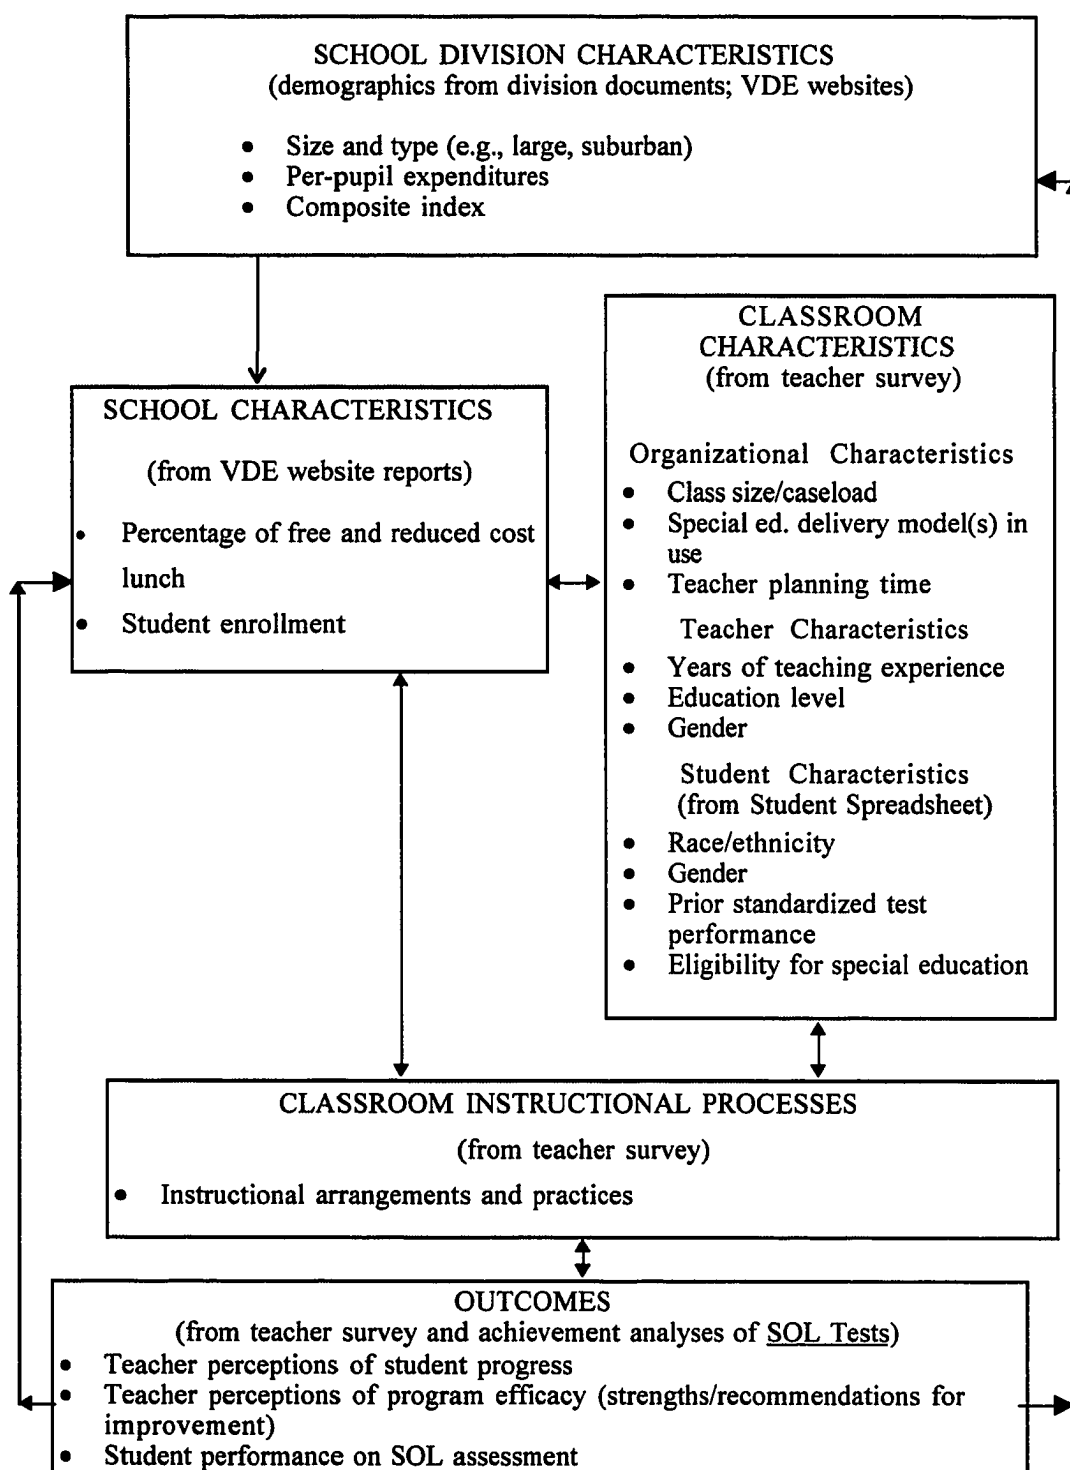 SCHOOL DIVISION CHARACTERISTICS
(demographics from division documents; VDE websites)
• Size and type (e.g., large, suburban)
• Per-pupil expenditures
• Composite index
SCHOOL CHARACTERISTICS
(from VDE website reports)
• Percentage of free and reduced cost
lunch
• Student enrollment
CLASSROOM
CHARACTERISTICS
(from teacher survey)
Organizational Characteristics
• Class size/caseload
• Special ed. delivery model(s) in
use
• Teacher planning time
Teacher Characteristics
• Years of teaching experience
• Education level
• Gender
Student Characteristics
(from Student Spreadsheet)
• Race/ethnicity
• Gender
• Prior standardized test
performance
• Eligibility for special education
CLASSROOM INSTRUCTIONAL PROCESSES
(from teacher survey)
• Instructional arrangements and practices
OUTCOMES
(from teacher survey and achievement analyses of SOL Tests)
• Teacher perceptions of student progress
• Teacher perceptions of program efficacy (strengths/recommendations for
improvement)
• Student performance on SOL assessment